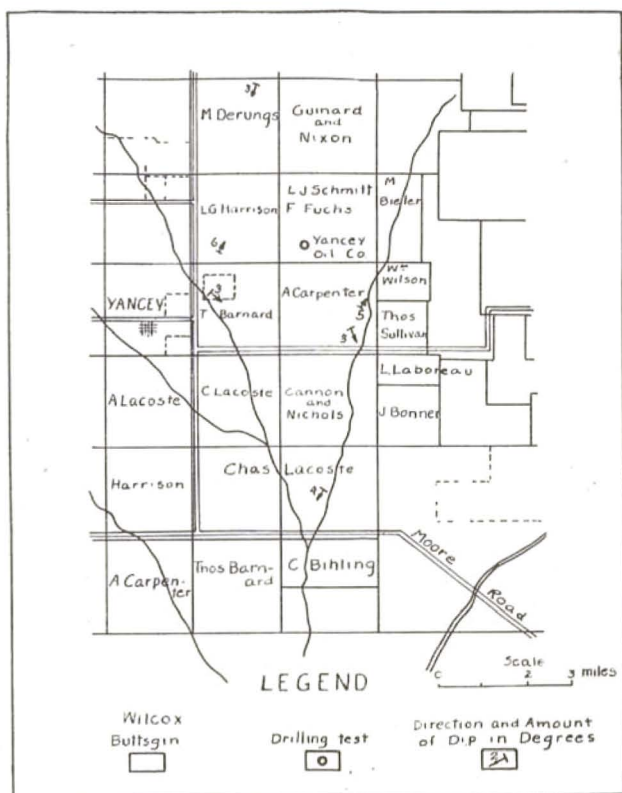 3
M Derungs
Guinard
and
Nixon
L G Harrison
L J Schmitt
F Fuchs
M
Bieler
6
Yancey
Oil Co
YANCEY
3
T Barnard
A Carpenter
5
Wm
Wilson
Thos
Sullivan
3
L. Laboreau
A Lacoste
C Lacoste
Cannon
and
Nichols
J Bonner
Chas Lacoste
Harrison
4
A Carpen-
ter
Thos Barn-
ard
C Bihling
Moore
Road
Scale
0 2 3 miles
LEGEND
Wilcox
Buttsgin
Drilling test
Direction and Amount
of Dip in Degrees
2